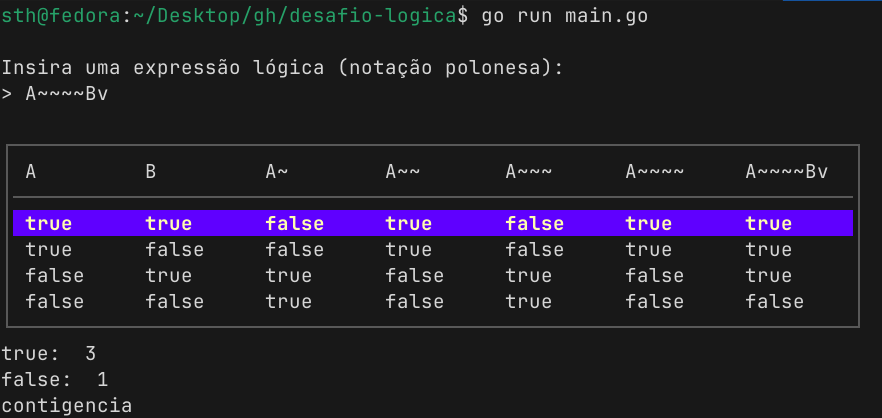 sth@fedora:~/Desktop/gh/desafio-logica$ go run main.go
Insira uma expressão lógica (notação polonesa):
> A~~~~Bv
A B A~ A~~ A~~~ A~~~~ A~~~~Bv
true true false true false true true
true false false true false true true
false true true false true false true
false false true false true false false
true: 3
false: 1
contigencia